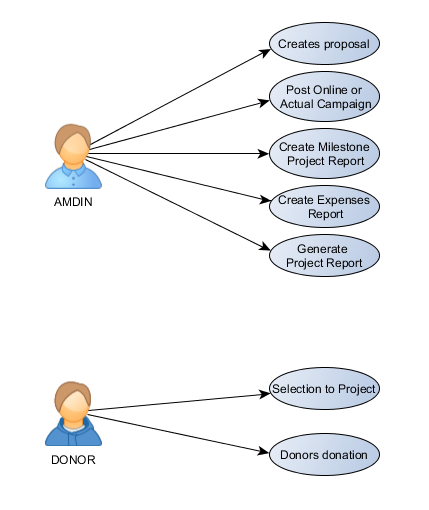 Creates proposal
Post Online or
Actual Campaign
Create Milestone
Project Report
AMDIN
Create Expenses
Report
Generate
Project Report
Selection to Project
DONOR
Donors donation